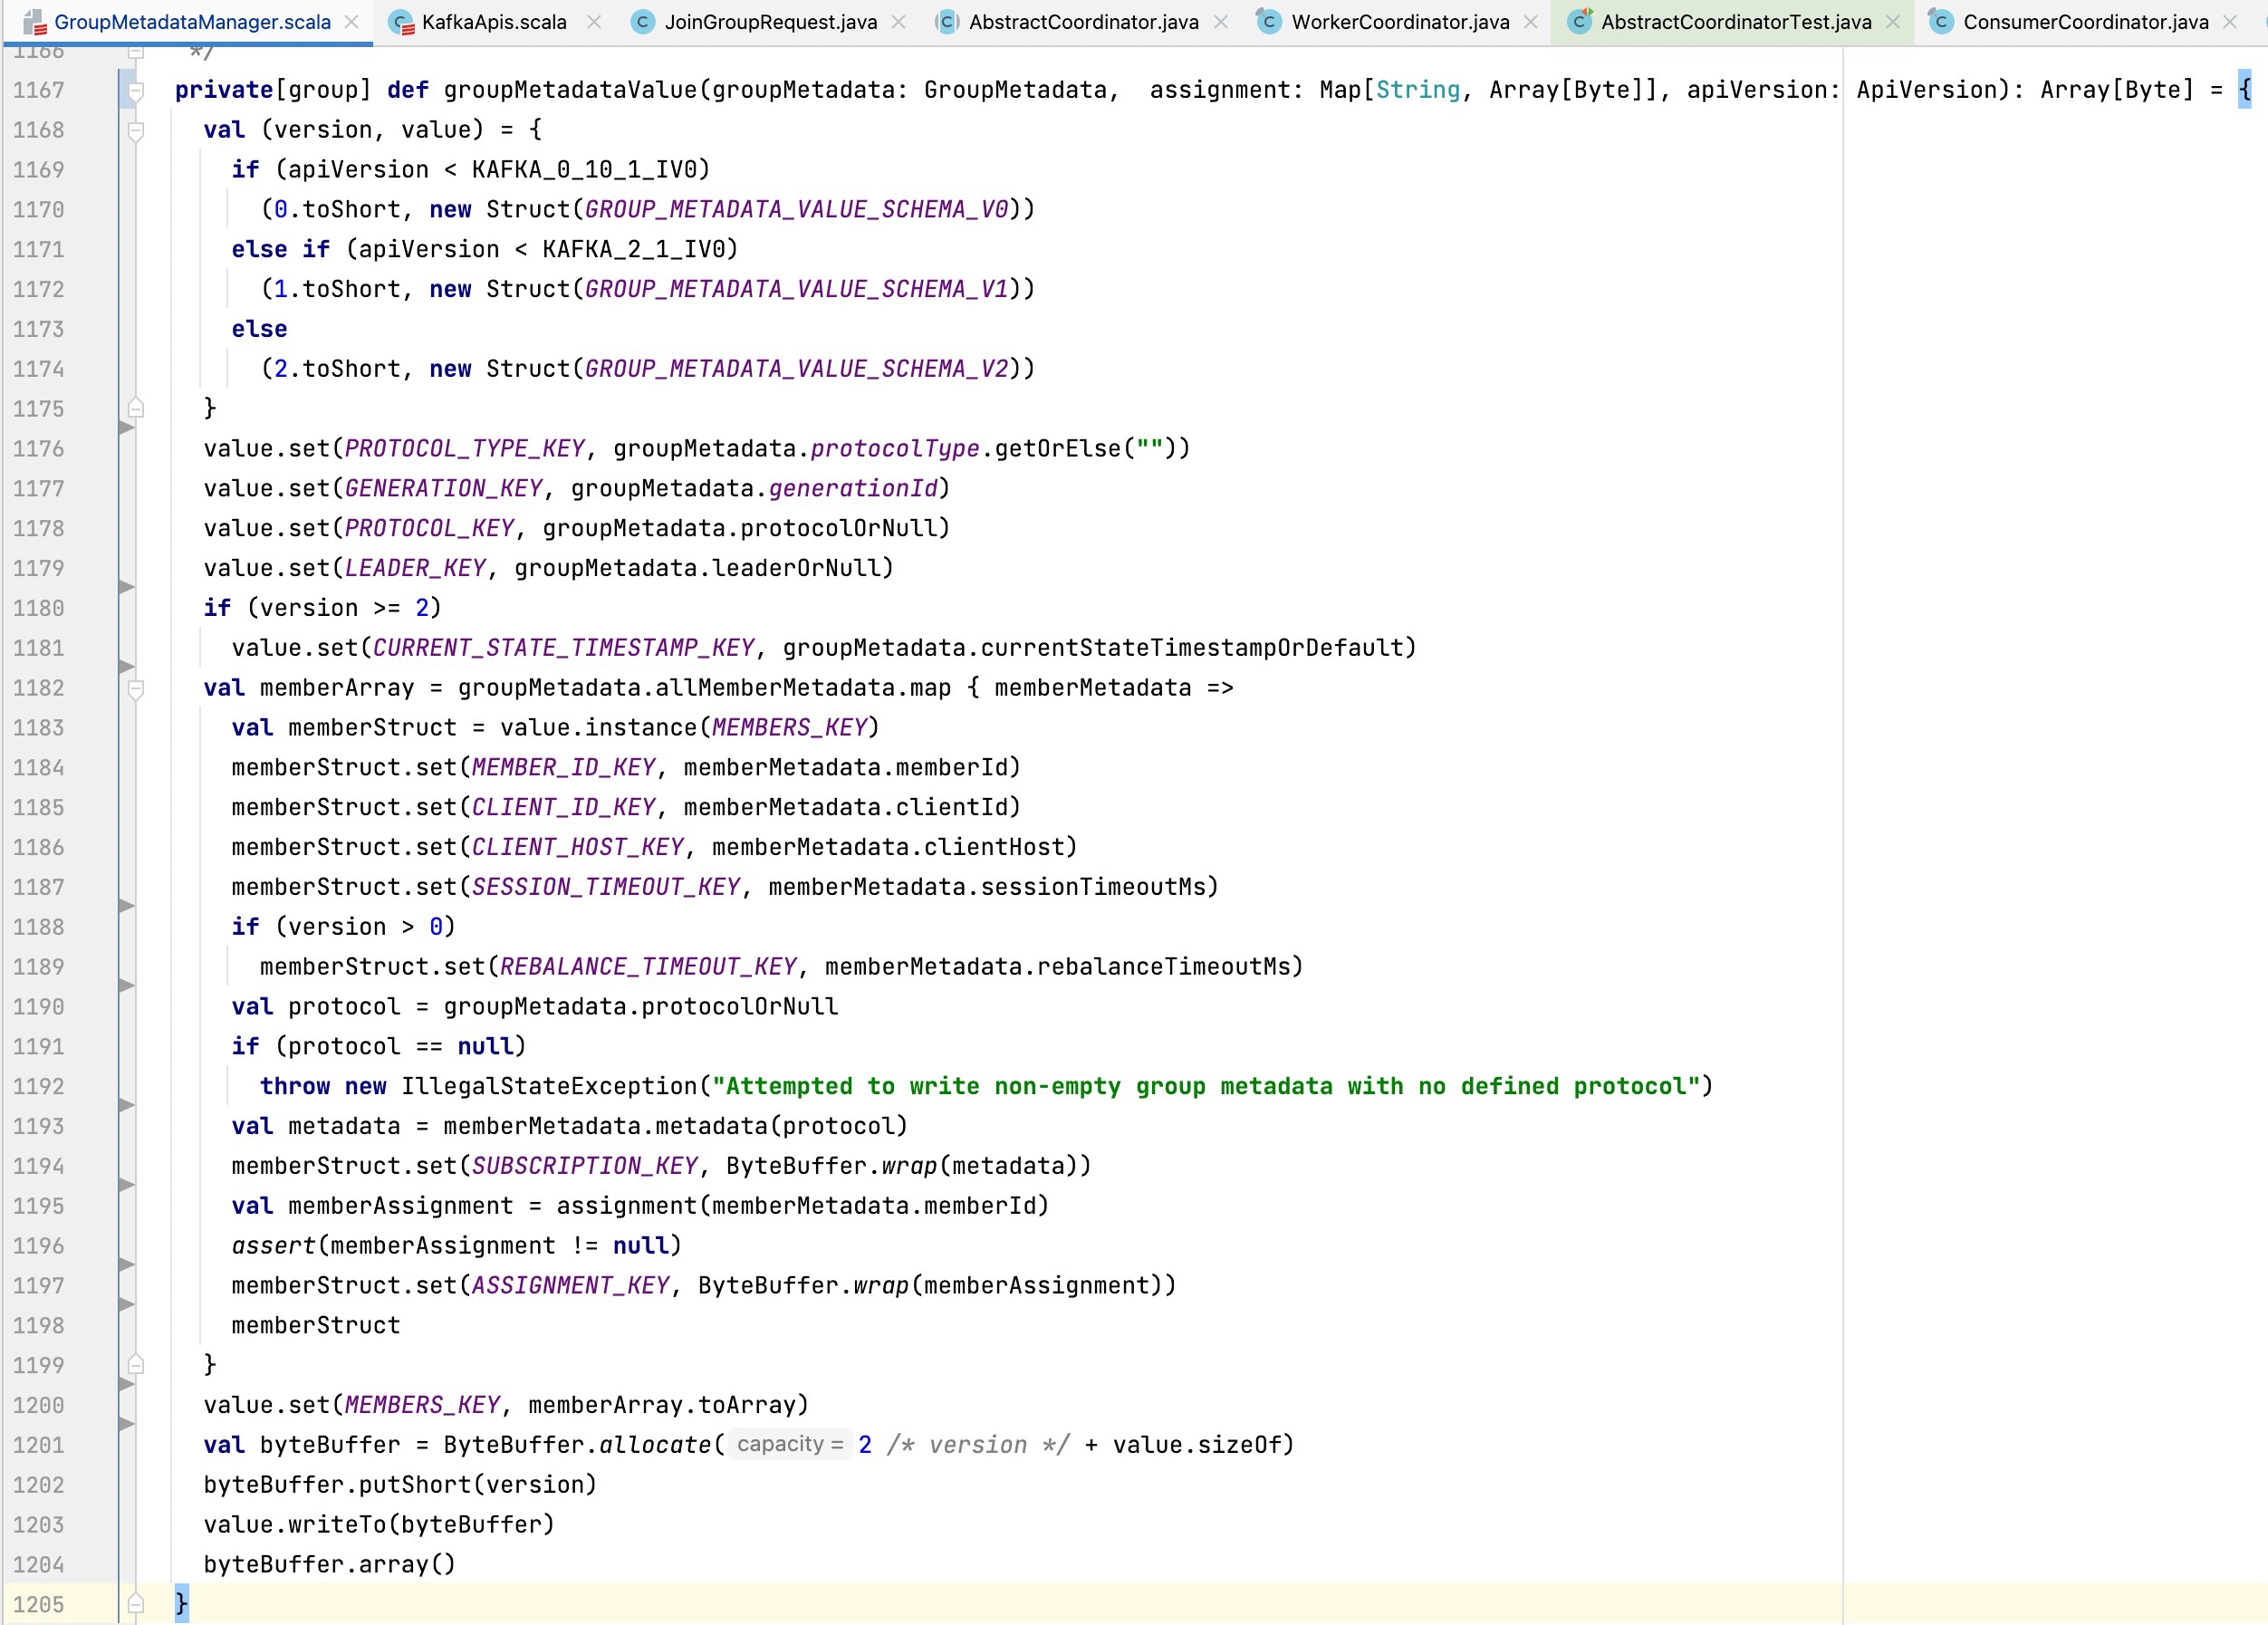 GroupMetadataManager.scala KafkaApis.scala JoinGroupRequest.java AbstractCoordinator.java WorkerCoordinator.java AbstractCoordinatorTest.java ConsumerCoordinator.java
1166 */
1167 private[group] def groupMetadataValue(groupMetadata: GroupMetadata,  assignment: Map[String, Array[Byte]], apiVersion: ApiVersion): Array[Byte] = {
1168 val (version, value) = {
1169 if (apiVersion < KAFKA_0_10_1_IV0)
1170 (0.toShort, new Struct(GROUP_METADATA_VALUE_SCHEMA_V0))
1171 else if (apiVersion < KAFKA_2_1_IV0)
1172 (1.toShort, new Struct(GROUP_METADATA_VALUE_SCHEMA_V1))
1173 else
1174 (2.toShort, new Struct(GROUP_METADATA_VALUE_SCHEMA_V2))
1175 }
1176 value.set(PROTOCOL_TYPE_KEY, groupMetadata.protocolType.getOrElse(""))
1177 value.set(GENERATION_KEY, groupMetadata.generationId)
1178 value.set(PROTOCOL_KEY, groupMetadata.protocolOrNull)
1179 value.set(LEADER_KEY, groupMetadata.leaderOrNull)
1180 if (version >= 2)
1181 value.set(CURRENT_STATE_TIMESTAMP_KEY, groupMetadata.currentStateTimestampOrDefault)
1182 val memberArray = groupMetadata.allMemberMetadata.map { memberMetadata =>
1183 val memberStruct = value.instance(MEMBERS_KEY)
1184 memberStruct.set(MEMBER_ID_KEY, memberMetadata.memberId)
1185 memberStruct.set(CLIENT_ID_KEY, memberMetadata.clientId)
1186 memberStruct.set(CLIENT_HOST_KEY, memberMetadata.clientHost)
1187 memberStruct.set(SESSION_TIMEOUT_KEY, memberMetadata.sessionTimeoutMs)
1188 if (version > 0)
1189 memberStruct.set(REBALANCE_TIMEOUT_KEY, memberMetadata.rebalanceTimeoutMs)
1190 val protocol = groupMetadata.protocolOrNull
1191 if (protocol == null)
1192 throw new IllegalStateException("Attempted to write non-empty group metadata with no defined protocol")
1193 val metadata = memberMetadata.metadata(protocol)
1194 memberStruct.set(SUBSCRIPTION_KEY, ByteBuffer.wrap(metadata))
1195 val memberAssignment = assignment(memberMetadata.memberId)
1196 assert(memberAssignment != null)
1197 memberStruct.set(ASSIGNMENT_KEY, ByteBuffer.wrap(memberAssignment))
1198 memberStruct
1199 }
1200 value.set(MEMBERS_KEY, memberArray.toArray)
1201 val byteBuffer = ByteBuffer.allocate( capacity = 2 /* version */ + value.sizeOf)
1202 byteBuffer.putShort(version)
1203 value.writeTo(byteBuffer)
1204 byteBuffer.array()
1205 }